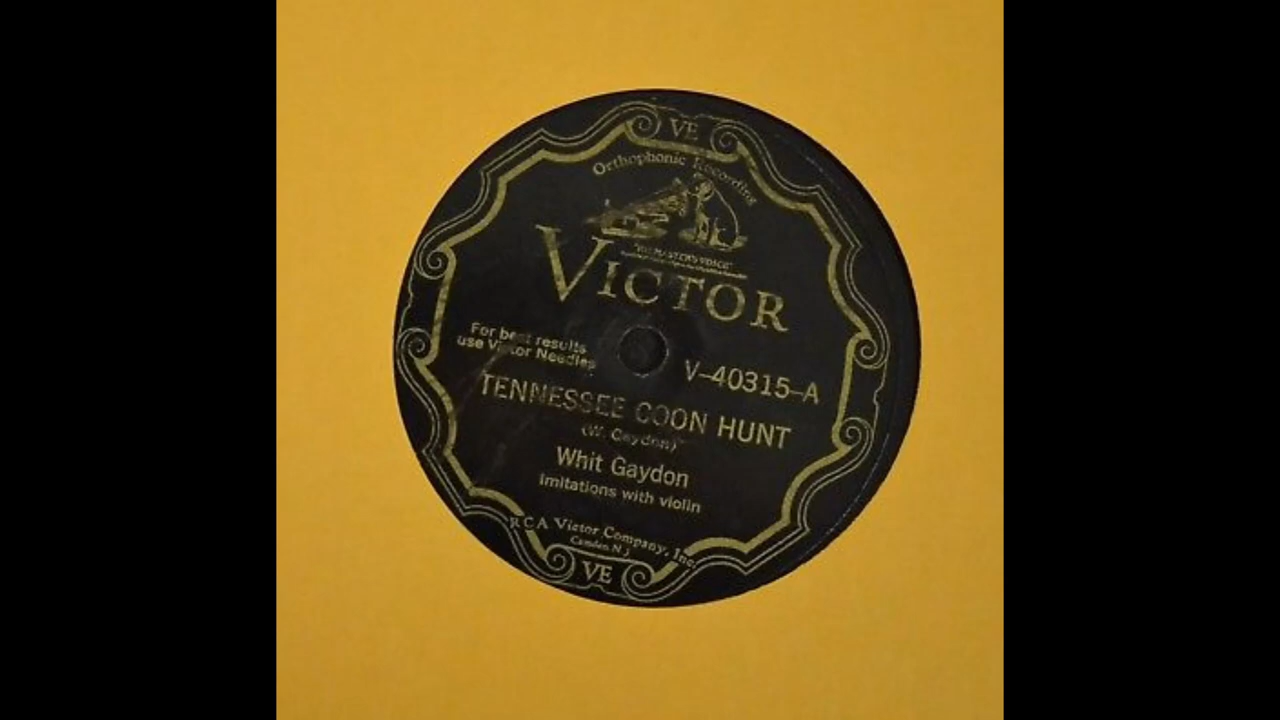 VE
Orthophonic Recording
"HIS MASTER'S VOICE"
VICTOR
For best results
use Victor Needles
V-40315-A
TENNESSEE COON HUNT
(W. Gaydon)
Whit Gaydon
Imitations with violin
RCA Victor Company, Inc.
Camden N J
VE